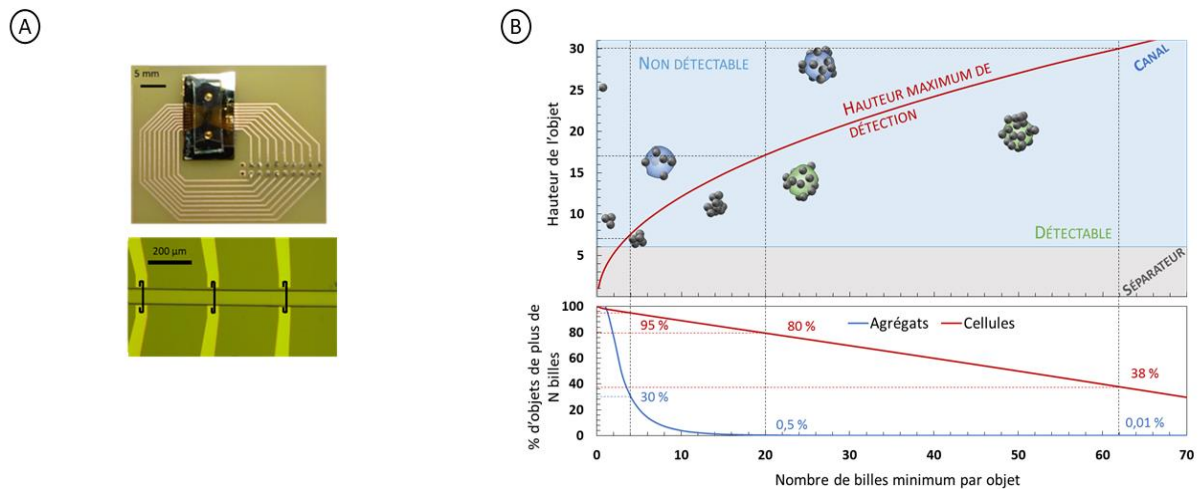 A
5 mm
200 µm
B
Hauteur de l'objet
30
25
20
15
10
5
NON DÉTECTABLE
HAUTEUR MAXIMUM DE
DÉTECTION
CANAL
DÉTECTABLE
SÉPARATEUR
% d'objets de plus de
N billes
100
80
60
40
20
0
95 %
80 %
Agrégats
Cellules
38 %
30 %
0,5 %
0,01 %
0
10
20
30
40
50
60
70
Nombre de billes minimum par objet